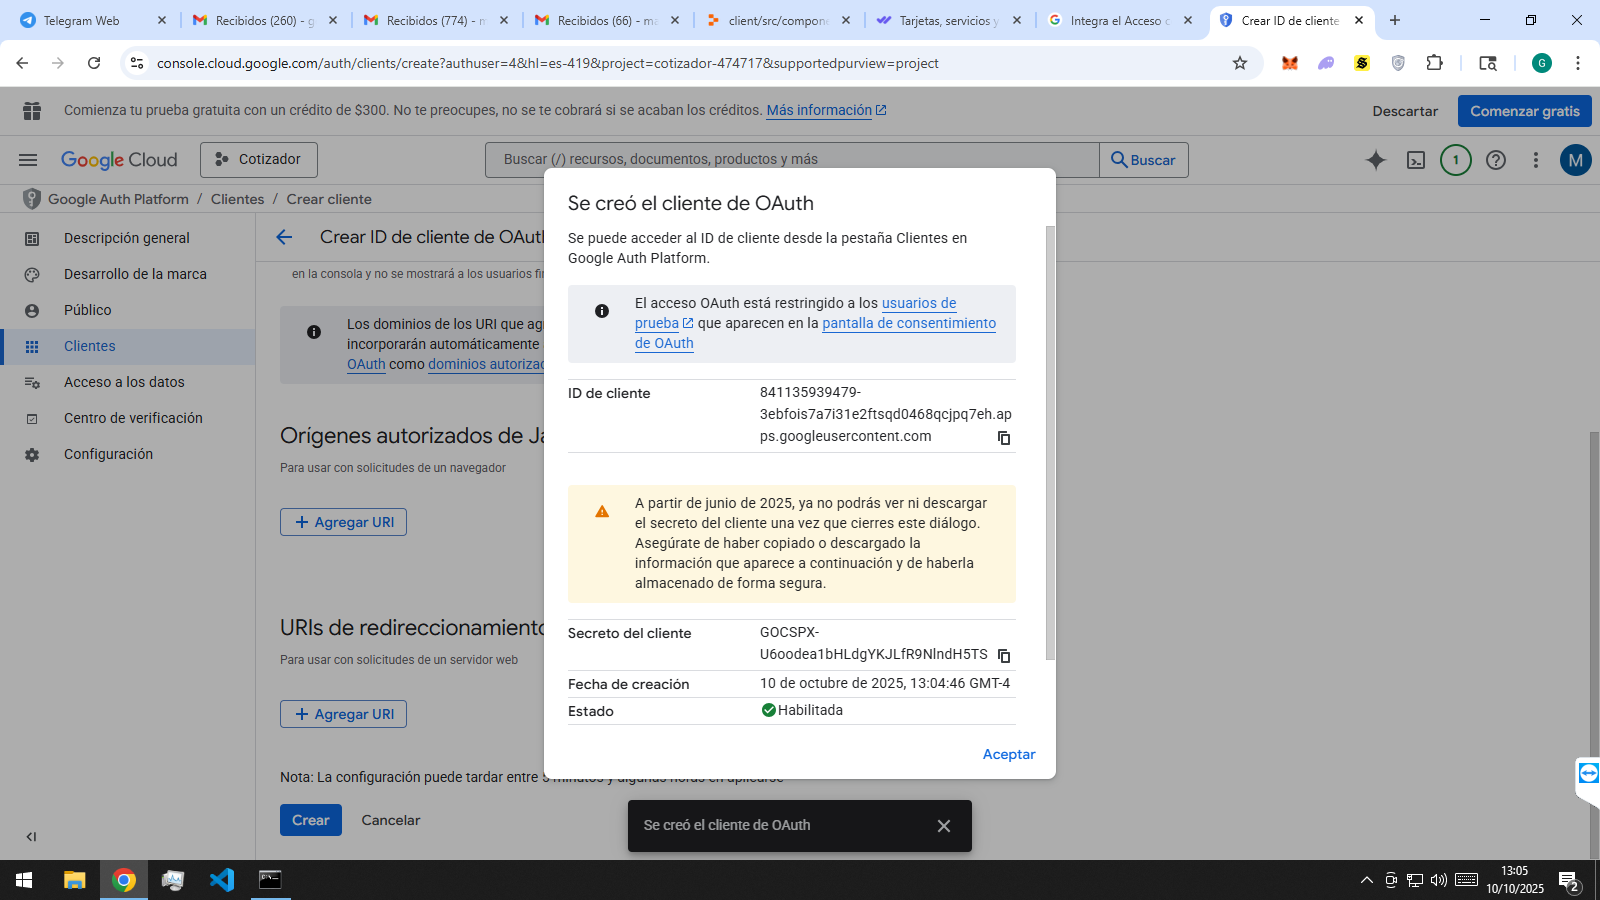 Telegram Web
Recibidos (260) - g
Recibidos (774) - m
Recibidos (66) - ma
client/src/compone
Tarjetas, servicios y
Integra el Acceso c
Crear ID de cliente
console.cloud.google.com/auth/clients/create?authuser=4&hl=es-419&project=cotizador-474717&supportedpurview=project
G
Comienza tu prueba gratuita con un crédito de $300. No te preocupes, no se te cobrará si se acaban los créditos. Más información
Descartar
Comenzar gratis
Google Cloud
Cotizador
Buscar (/) recursos, documentos, productos y más
Buscar
1
M
Google Auth Platform / Clientes / Crear cliente
Descripción general
Desarrollo de la marca
Público
Clientes
Acceso a los datos
Centro de verificación
Configuración
Crear ID de cliente de OAut
en la consola y no se mostrará a los usuarios fin
Los dominios de los URI que agr
incorporarán automáticamente
OAuth como dominios autorizad
Orígenes autorizados de Ja
Para usar con solicitudes de un navegador
Agregar URI
URIs de redireccionamiento
Para usar con solicitudes de un servidor web
Agregar URI
Nota: La configuración puede tardar entre 5 minutos y algunas horas en aplicarse
Crear
Cancelar
Se creó el cliente de OAuth
Se puede acceder al ID de cliente desde la pestaña Clientes en
Google Auth Platform.
El acceso OAuth está restringido a los usuarios de
prueba que aparecen en la pantalla de consentimiento
de OAuth
ID de cliente
841135939479-
3ebfois7a7i31e2ftsqd0468qcjpq7eh.ap
ps.googleusercontent.com
A partir de junio de 2025, ya no podrás ver ni descargar
el secreto del cliente una vez que cierres este diálogo.
Asegúrate de haber copiado o descargado la
información que aparece a continuación y de haberla
almacenado de forma segura.
Secreto del cliente
GOCSPX-
U6oodea1bHLdgYKJLfR9NlndH5TS
Fecha de creación
10 de octubre de 2025, 13:04:46 GMT-4
Estado
Habilitada
Aceptar
Se creó el cliente de OAuth
13:05
10/10/2025
2